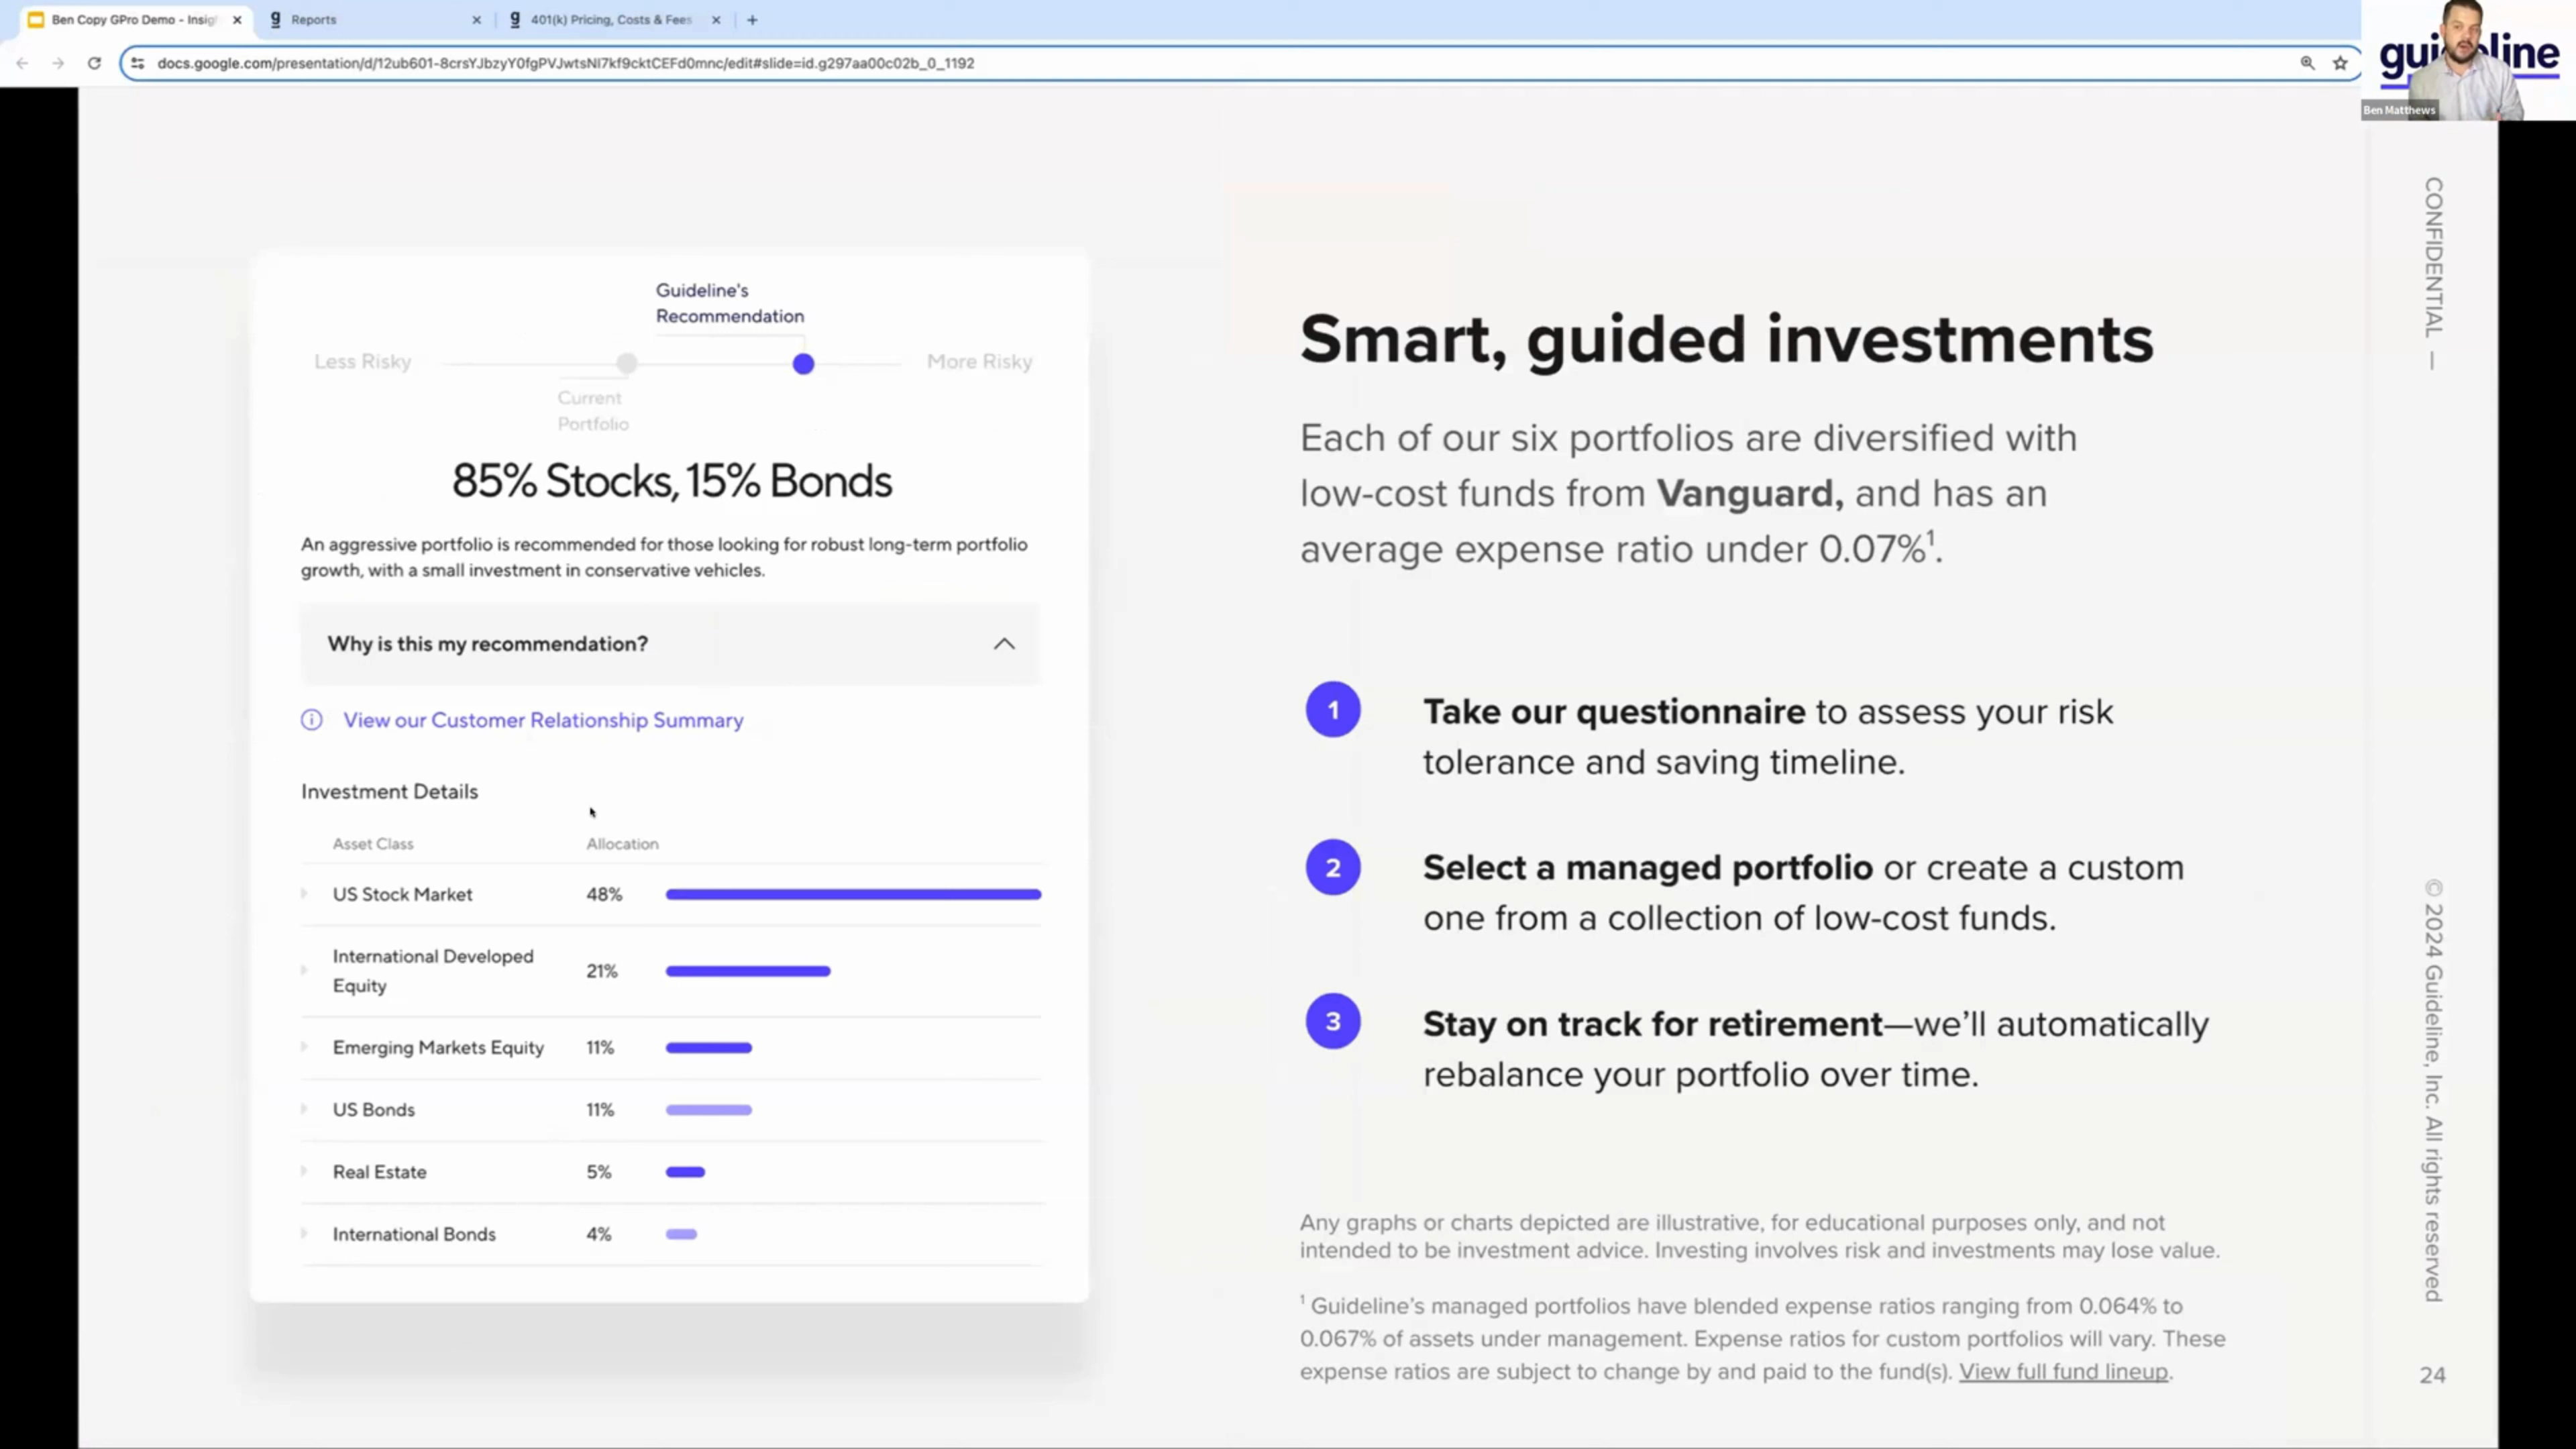 Ben Copy GPro Demo - Insig
Reports
401(k) Pricing, Costs & Fees
docs.google.com/presentation/d/12ub601-8crsYJbzyY0fgPVJwtsNI7kf9cktCEFd0mnc/edit#slide=id.g297aa00c02b_0_1192
Ben Matthews
CONFIDENTIAL —
Guideline's
Recommendation
Less Risky
More Risky
Current
Portfolio
85% Stocks, 15% Bonds
An aggressive portfolio is recommended for those looking for robust long-term portfolio
growth, with a small investment in conservative vehicles.
Why is this my recommendation?
View our Customer Relationship Summary
Investment Details
Asset Class Allocation
US Stock Market 48%
International Developed
Equity 21%
Emerging Markets Equity 11%
US Bonds 11%
Real Estate 5%
International Bonds 4%
Smart, guided investments
Each of our six portfolios are diversified with
low-cost funds from Vanguard, and has an
average expense ratio under 0.07%¹.
1 Take our questionnaire to assess your risk
tolerance and saving timeline.
2 Select a managed portfolio or create a custom
one from a collection of low-cost funds.
3 Stay on track for retirement—we’ll automatically
rebalance your portfolio over time.
Any graphs or charts depicted are illustrative, for educational purposes only, and not
intended to be investment advice. Investing involves risk and investments may lose value.
¹ Guideline’s managed portfolios have blended expense ratios ranging from 0.064% to
0.067% of assets under management. Expense ratios for custom portfolios will vary. These
expense ratios are subject to change by and paid to the fund(s). View full fund lineup.
© 2024 Guideline, Inc. All rights reserved
24